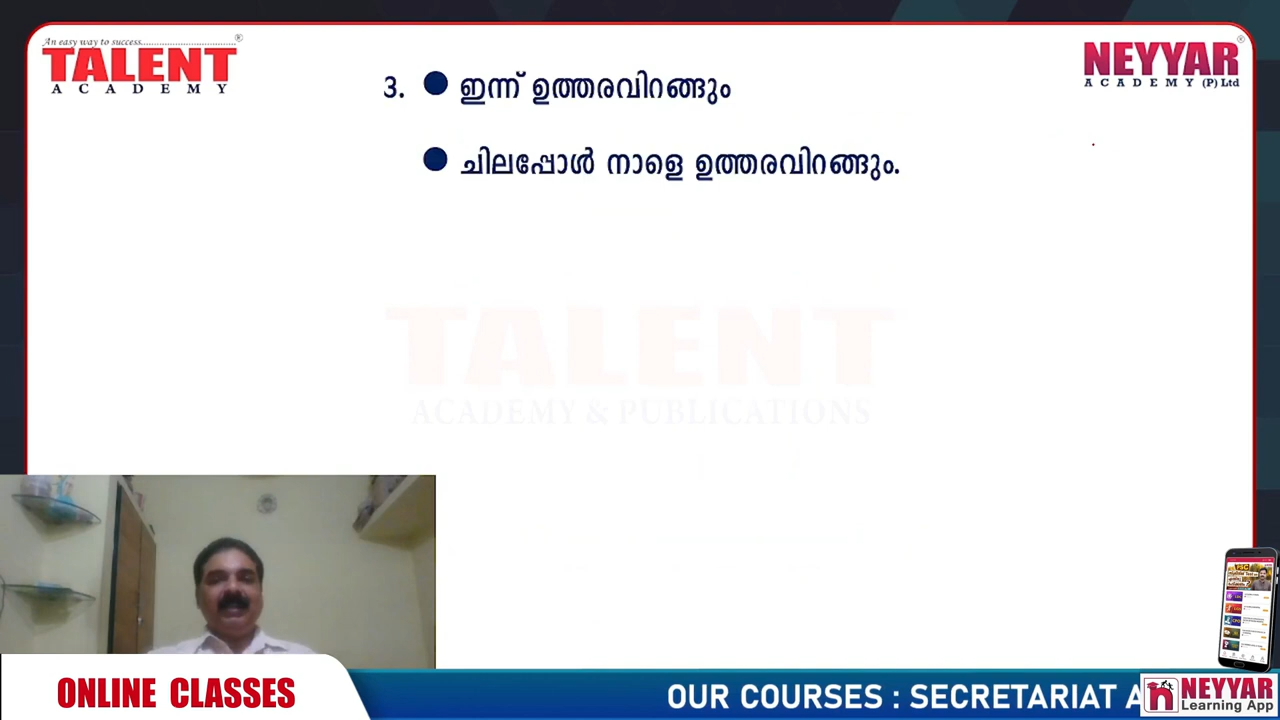 An easy way to success
TALENT
ACADEMY
NEYYAR
ACADEMY (P) Ltd
3. ● ഇന്ന് ഉത്തരവിറങ്ങും
● ചിലപ്പോൾ നാളെ ഉത്തരവിറങ്ങും.
TALENT
ACADEMY & PUBLICATIONS
ONLINE CLASSES
OUR COURSES : SECRETARIAT A
NEYYAR
Learning App